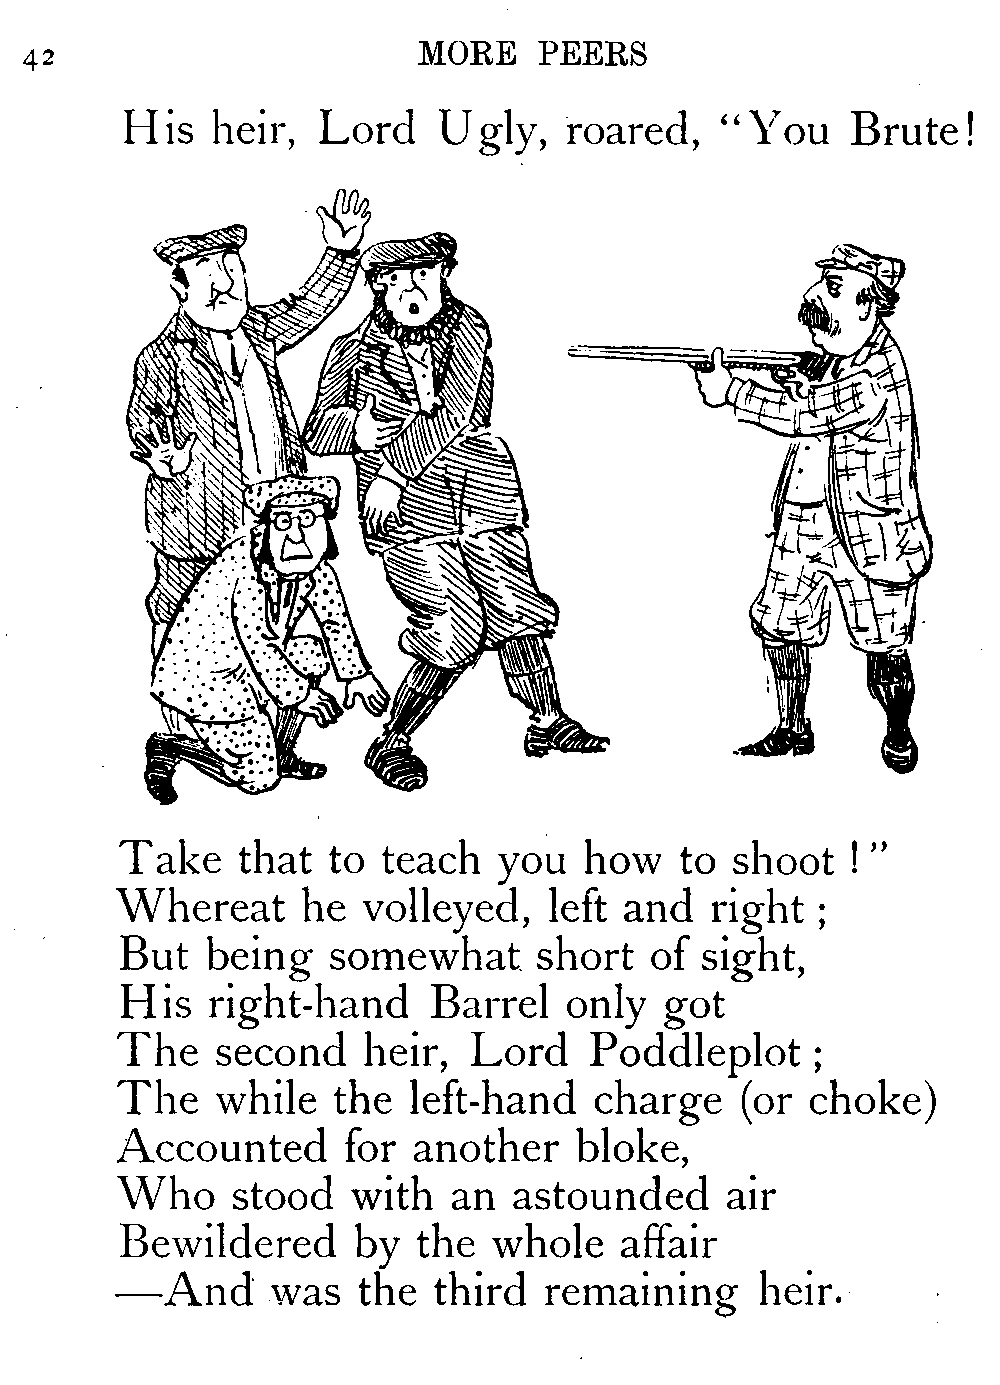 42
MORE PEERS
His heir, Lord Ugly, roared, “You Brute!
Take that to teach you how to shoot !”
Whereat he volleyed, left and right ;
But being somewhat short of sight,
His right-hand Barrel only got
The second heir, Lord Poddleplot ;
The while the left-hand charge (or choke)
Accounted for another bloke,
Who stood with an astounded air
Bewildered by the whole affair
—And was the third remaining heir.